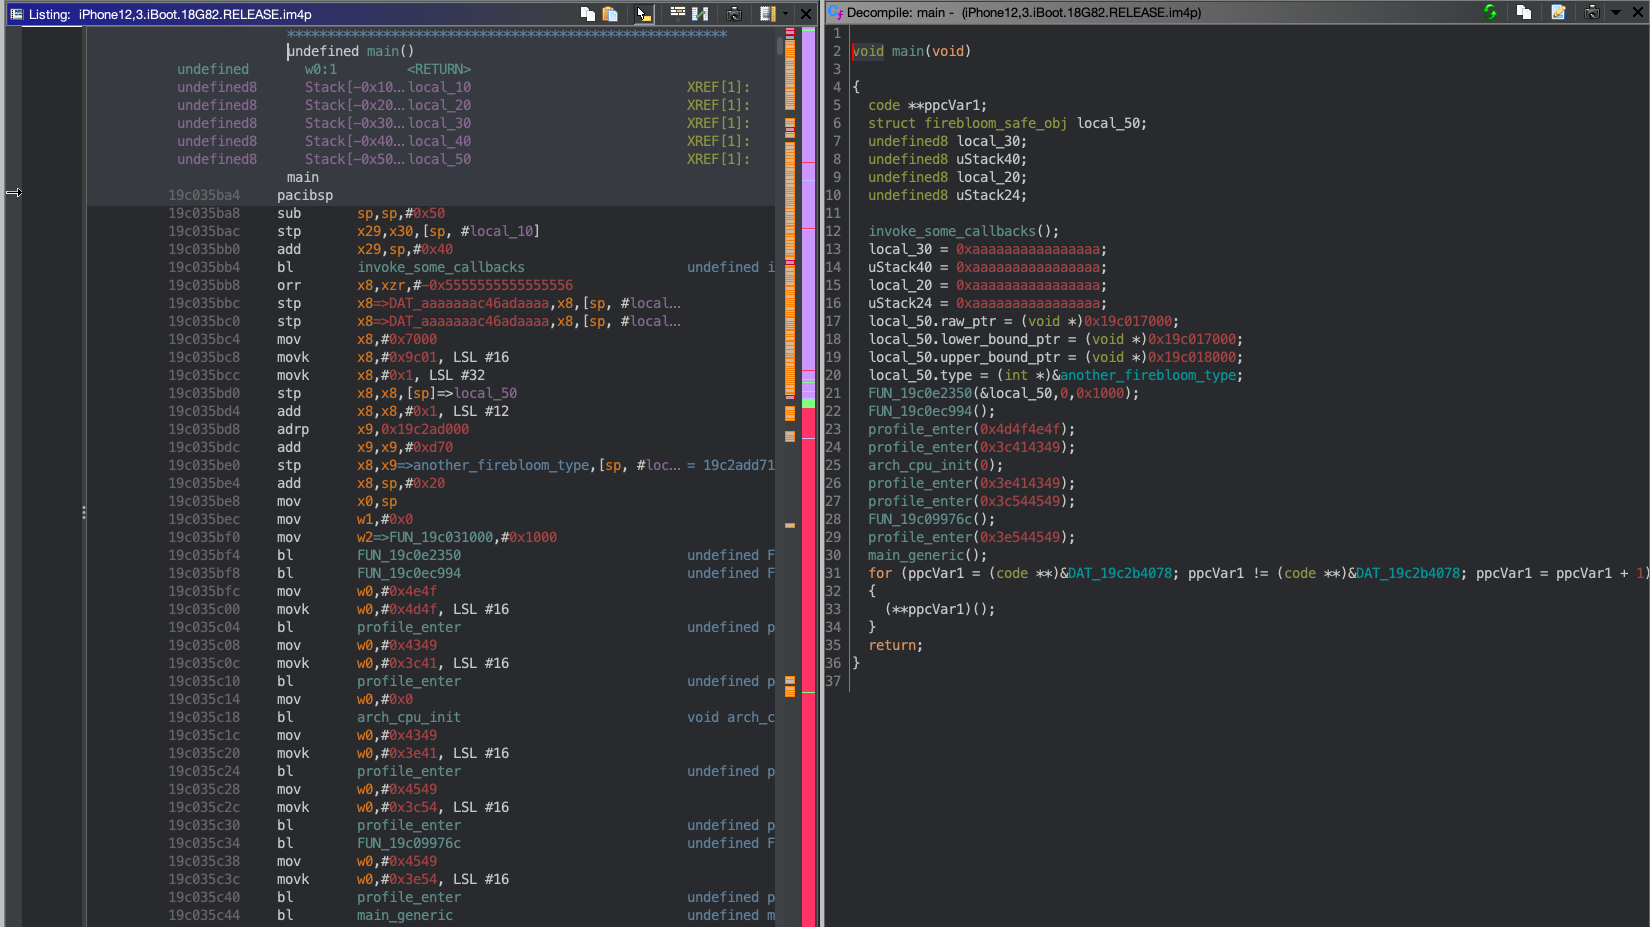 Listing: iPhone12,3.iBoot.18G82.RELEASE.im4p
*******************************************************
undefined main()
undefined w0:1 <RETURN>
undefined8 Stack[-0x10... local_10 XREF[1]:
undefined8 Stack[-0x20... local_20 XREF[1]:
undefined8 Stack[-0x30... local_30 XREF[1]:
undefined8 Stack[-0x40... local_40 XREF[1]:
undefined8 Stack[-0x50... local_50 XREF[1]:
main
19c035ba4 pacibsp
19c035ba8 sub sp,sp,#0x50
19c035bac stp x29,x30,[sp, #local_10]
19c035bb0 add x29,sp,#0x40
19c035bb4 bl invoke_some_callbacks undefined i
19c035bb8 orr x8,xzr,#-0x5555555555555556
19c035bbc stp x8=>DAT_aaaaaaac46adaaaa,x8,[sp, #local...
19c035bc0 stp x8=>DAT_aaaaaaac46adaaaa,x8,[sp, #local...
19c035bc4 mov x8,#0x7000
19c035bc8 movk x8,#0x9c01, LSL #16
19c035bcc movk x8,#0x1, LSL #32
19c035bd0 stp x8,x8,[sp]=>local_50
19c035bd4 add x8,x8,#0x1, LSL #12
19c035bd8 adrp x9,0x19c2ad000
19c035bdc add x9,x9,#0xd70
19c035be0 stp x8,x9=>another_firebloom_type,[sp, #loc... = 19c2add71
19c035be4 add x8,sp,#0x20
19c035be8 mov x0,sp
19c035bec mov w1,#0x0
19c035bf0 mov w2=>FUN_19c031000,#0x1000
19c035bf4 bl FUN_19c0e2350 undefined F
19c035bf8 bl FUN_19c0ec994 undefined F
19c035bfc mov w0,#0x4e4f
19c035c00 movk w0,#0x4d4f, LSL #16
19c035c04 bl profile_enter undefined p
19c035c08 mov w0,#0x4349
19c035c0c movk w0,#0x3c41, LSL #16
19c035c10 bl profile_enter undefined p
19c035c14 mov w0,#0x0
19c035c18 bl arch_cpu_init void arch_c
19c035c1c mov w0,#0x4349
19c035c20 movk w0,#0x3e41, LSL #16
19c035c24 bl profile_enter undefined p
19c035c28 mov w0,#0x4549
19c035c2c movk w0,#0x3c54, LSL #16
19c035c30 bl profile_enter undefined p
19c035c34 bl FUN_19c09976c undefined F
19c035c38 mov w0,#0x4549
19c035c3c movk w0,#0x3e54, LSL #16
19c035c40 bl profile_enter undefined p
19c035c44 bl main_generic undefined m
Decompile: main - (iPhone12,3.iBoot.18G82.RELEASE.im4p)
1
2 void main(void)
3
4 {
5 code **ppcVar1;
6 struct firebloom_safe_obj local_50;
7 undefined8 local_30;
8 undefined8 uStack40;
9 undefined8 local_20;
10 undefined8 uStack24;
11
12 invoke_some_callbacks();
13 local_30 = 0xaaaaaaaaaaaaaaaa;
14 uStack40 = 0xaaaaaaaaaaaaaaaa;
15 local_20 = 0xaaaaaaaaaaaaaaaa;
16 uStack24 = 0xaaaaaaaaaaaaaaaa;
17 local_50.raw_ptr = (void *)0x19c017000;
18 local_50.lower_bound_ptr = (void *)0x19c017000;
19 local_50.upper_bound_ptr = (void *)0x19c018000;
20 local_50.type = (int *)&another_firebloom_type;
21 FUN_19c0e2350(&local_50,0,0x1000);
22 FUN_19c0ec994();
23 profile_enter(0x4d4f4e4f);
24 profile_enter(0x3c414349);
25 arch_cpu_init(0);
26 profile_enter(0x3e414349);
27 profile_enter(0x3c544549);
28 FUN_19c09976c();
29 profile_enter(0x3e544549);
30 main_generic();
31 for (ppcVar1 = (code **)&DAT_19c2b4078; ppcVar1 != (code **)&DAT_19c2b4078; ppcVar1 = ppcVar1 + 1)
32 {
33 (**ppcVar1)();
34 }
35 return;
36 }
37